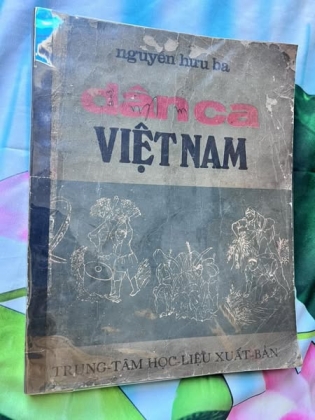 nguyễn hữu ba
dân ca
VIỆT NAM
TRUNG-TÂM HỌC-LIỆU XUẤT-BẢN